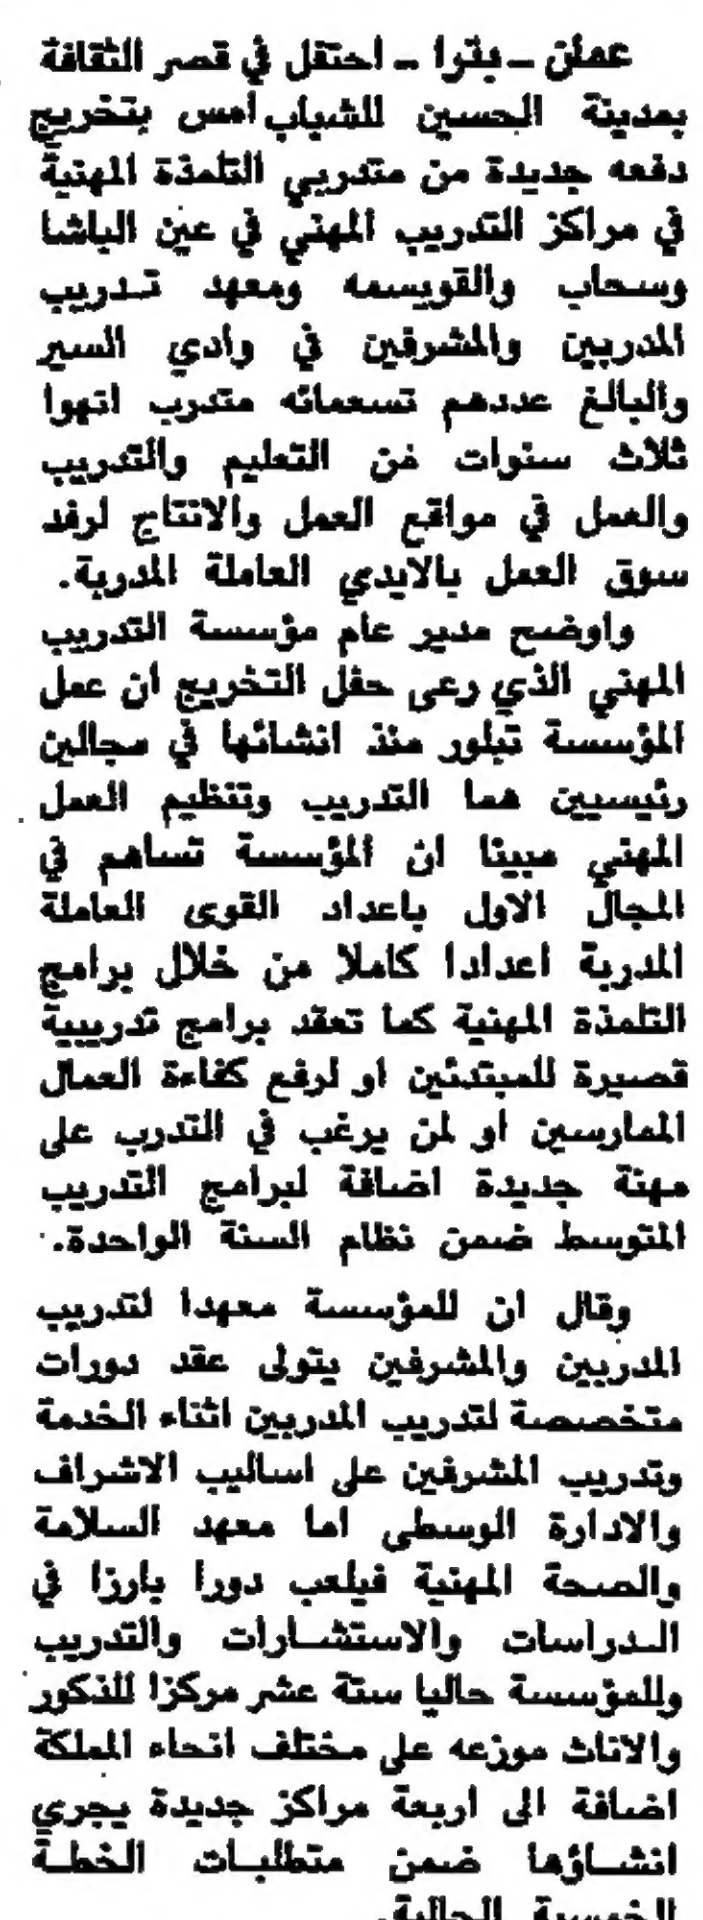 عمان - بترا - احتفل في قصر الثقافة
بمدينة الحسين للشباب امس بتخريج
دفعه جديدة من متدربي التلمذة المهنية
في مراكز التدريب المهني في عين الباشا
وسحاب والقويسمه ومعهد تدريب
المدربين والمشرفين في وادي السير
والبالغ عددهم تسعمائه متدرب انهوا
ثلاث سنوات من التعليم والتدريب
والعمل في مواقع العمل والانتاج لرفد
سوق العمل بالايدي العاملة المدربة.
واوضح مدير عام مؤسسة التدريب
المهني الذي رعى حفل التخريج ان عمل
المؤسسة تبلور منذ انشائها في مجالين
رئيسيين هما التدريب وتنظيم العمل
المهني مبينا ان المؤسسة تساهم في
المجال الاول باعداد القوى العاملة
المدربة اعدادا كاملا من خلال برامج
التلمذة المهنية كما تعقد برامج تدريبية
قصيرة للمبتدئين او لرفع كفاءة العمال
الممارسين او لمن يرغب في التدرب على
مهنة جديدة اضافة لبرامج التدريب
المتوسط ضمن نظام السنة الواحدة.
وقال ان للمؤسسة معهدا لتدريب
المدربين والمشرفين يتولى عقد دورات
متخصصة لتدريب المدربين اثناء الخدمة
وتدريب المشرفين على اساليب الاشراف
والادارة الوسطى اما معهد السلامة
والصحة المهنية فيلعب دورا بارزا في
الدراسات والاستشارات والتدريب
وللمؤسسة حاليا ستة عشر مركزا للذكور
والاناث موزعه على مختلف انحاء المملكة
اضافة الى اربعة مراكز جديدة يجري
انشاؤها ضمن متطلبات الخطة
الخمسية الحالية.